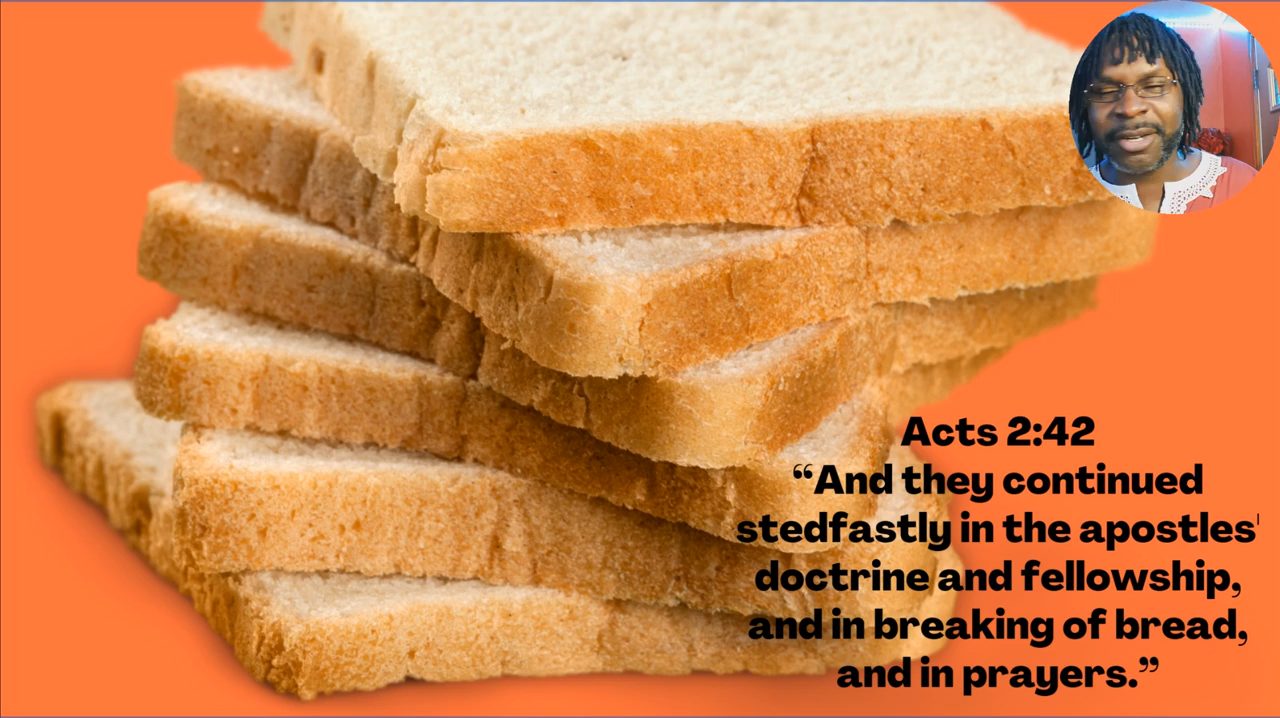 Acts 2:42
“And they continued
stedfastly in the apostles'
doctrine and fellowship,
and in breaking of bread,
and in prayers.”